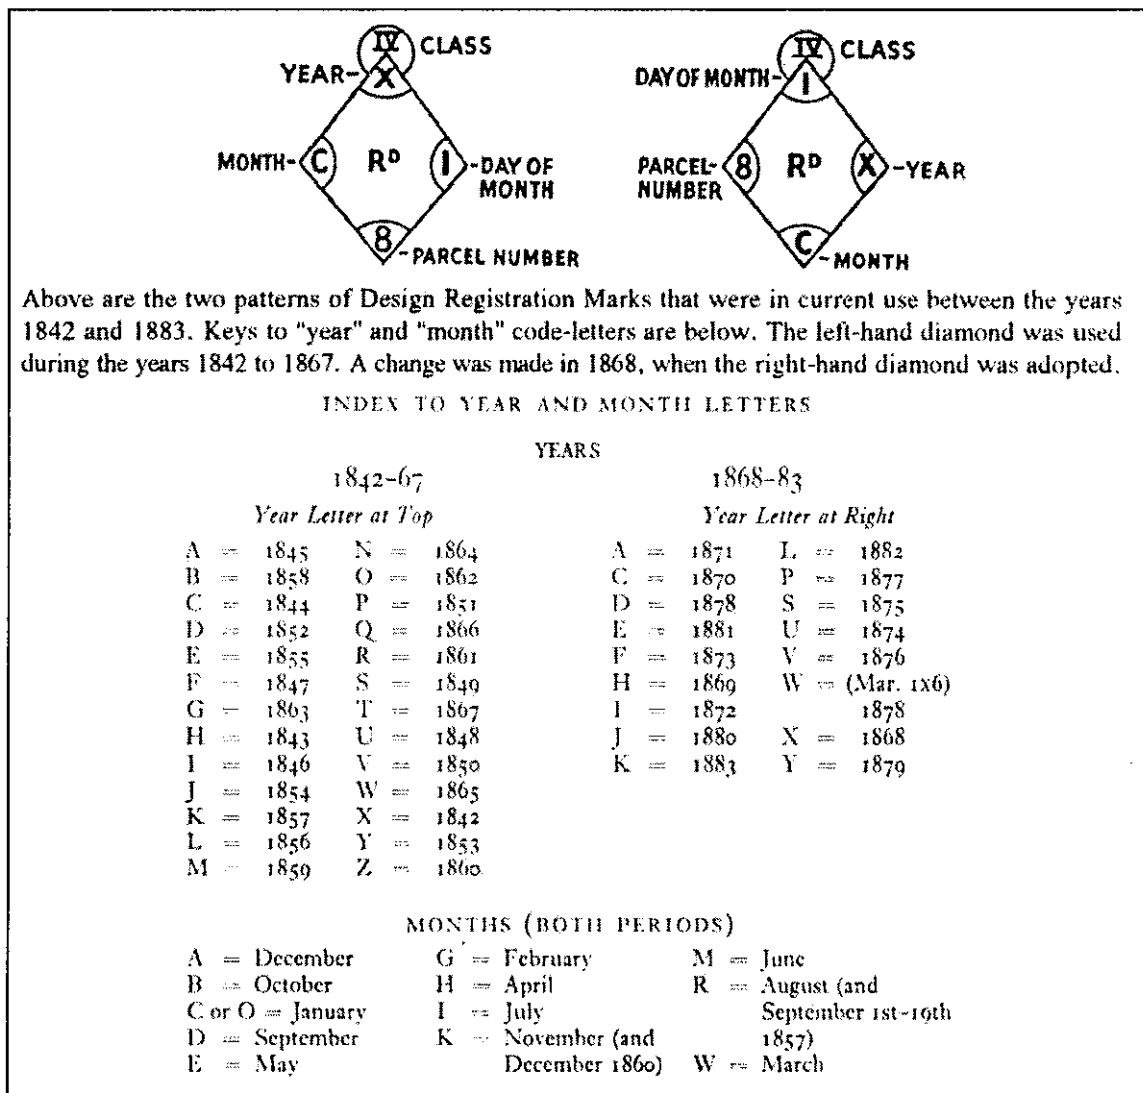 IV CLASS
YEAR- X
MONTH- C RD I -DAY OF MONTH
8 -PARCEL NUMBER
IV CLASS
DAY OF MONTH- I
PARCEL-NUMBER 8 RD X -YEAR
C -MONTH
Above are the two patterns of Design Registration Marks that were in current use between the years
1842 and 1883. Keys to "year" and "month" code-letters are below. The left-hand diamond was used
during the years 1842 to 1867. A change was made in 1868, when the right-hand diamond was adopted.
INDEX TO YEAR AND MONTH LETTERS
YEARS
1842-67 1868-83
Year Letter at Top Year Letter at Right
A = 1845 N = 1864 A = 1871 L = 1882
B = 1858 O = 1862 C = 1870 P = 1877
C = 1844 P = 1851 D = 1878 S = 1875
D = 1852 Q = 1866 E = 1881 U = 1874
E = 1855 R = 1861 F = 1873 V = 1876
F = 1847 S = 1849 H = 1869 W = (Mar. 1x6)
G = 1863 T = 1867 I = 1872 1878
H = 1843 U = 1848 J = 1880 X = 1868
I = 1846 V = 1850 K = 1883 Y = 1879
J = 1854 W = 1865
K = 1857 X = 1842
L = 1856 Y = 1853
M = 1859 Z = 1860
MONTHS (BOTH PERIODS)
A = December G = February M = June
B = October H = April R = August (and
C or O = January I = July September 1st-19th
D = September K = November (and 1857)
E = May December 1860) W = March